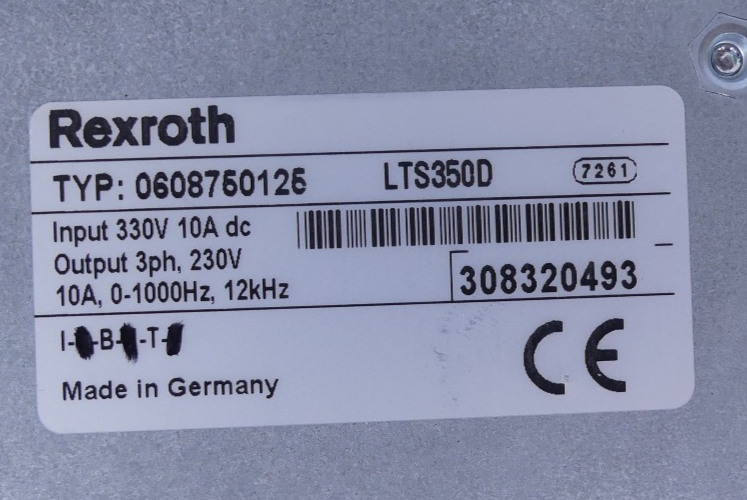 Rexroth
TYP: 0608750125 LTS350D 7261
Input 330V 10A dc
Output 3ph, 230V
10A, 0-1000Hz, 12kHz
308320493
I- -B- -T-
Made in Germany
CE